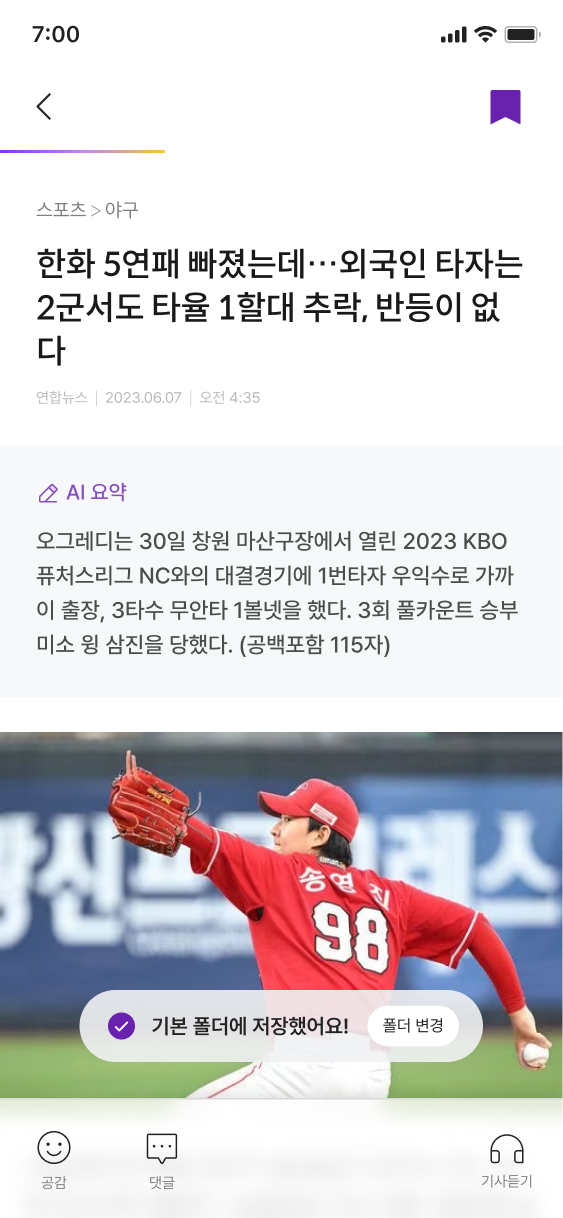 7:00
스포츠 > 야구
한화 5연패 빠졌는데…외국인 타자는
2군서도 타율 1할대 추락, 반등이 없
다
연합뉴스 | 2023.06.07 | 오전 4:35
AI 요약
오그레디는 30일 창원 마산구장에서 열린 2023 KBO
퓨처스리그 NC와의 대결경기에 1번타자 우익수로 가까
이 출장, 3타수 무안타 1볼넷을 했다. 3회 풀카운트 승부
미소 윙 삼진을 당했다. (공백포함 115자)
송영진
98
기본 폴더에 저장했어요!
폴더 변경
공감
댓글
기사듣기